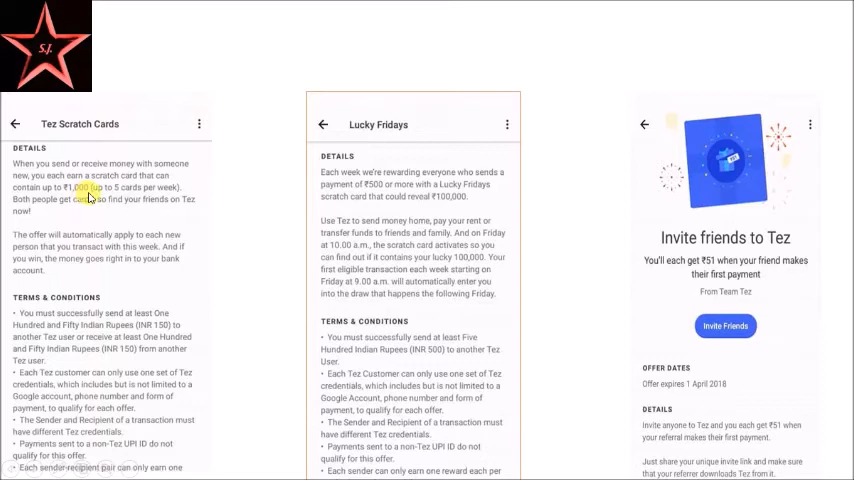 S.J.
Tez Scratch Cards
DETAILS
When you send or receive money with someone
new, you each earn a scratch card that can
contain up to ₹1,000 (up to 5 cards per week).
Both people get cards so find your friends on Tez
now!
The offer will automatically apply to each new
person that you transact with this week. And if
you win, the money goes right in to your bank
account.
TERMS & CONDITIONS
• You must successfully send at least One
Hundred and Fifty Indian Rupees (INR 150) to
another Tez user or receive at least One Hundred
and Fifty Indian Rupees (INR 150) from another
Tez user.
• Each Tez customer can only use one set of Tez
credentials, which includes but is not limited to a
Google account, phone number and form of
payment, to qualify for each offer.
• The Sender and Recipient of a transaction must
have different Tez credentials.
• Payments sent to a non-Tez UPI ID do not
qualify for this offer.
• Each sender-recipient pair can only earn one
Lucky Fridays
DETAILS
Each week we're rewarding everyone who sends a
payment of ₹500 or more with a Lucky Fridays
scratch card that could reveal ₹100,000.
Use Tez to send money home, pay your rent or
transfer funds to friends and family. And on Friday
at 10.00 a.m., the scratch card activates so you
can find out if it contains your lucky 100,000. Your
first eligible transaction each week starting on
Friday at 9.00 a.m. will automatically enter you
into the draw that happens the following Friday.
TERMS & CONDITIONS
• You must successfully send at least Five
Hundred Indian Rupees (INR 500) to another Tez
User.
• Each Tez Customer can only use one set of Tez
credentials, which includes but is not limited to a
Google account, phone number and form of
payment, to qualify for each offer.
• The Sender and Recipient of a transaction must
have different Tez credentials.
• Payments sent to a non-Tez UPI ID do not
qualify for this offer.
• Each sender can only earn one reward each per
Invite friends to Tez
You'll each get ₹51 when your friend makes
their first payment
From Team Tez
Invite Friends
OFFER DATES
Offer expires 1 April 2018
DETAILS
Invite anyone to Tez and you each get ₹51 when
your referral makes their first payment.
Just share your unique invite link and make sure
that your referral downloads Tez from it.